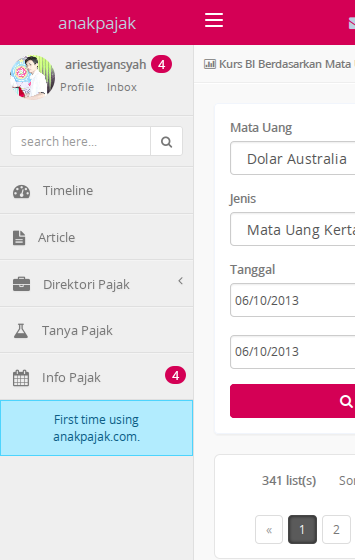 anakpajak
ariestiyansyah 4
Profile Inbox
search here...
Timeline
Article
Direktori Pajak
Tanya Pajak
Info Pajak 4
First time using
anakpajak.com.
Kurs BI Berdasarkan Mata
Mata Uang
Dolar Australia
Jenis
Mata Uang Kerta
Tanggal
06/10/2013
06/10/2013
341 list(s) Sor
« 1 2